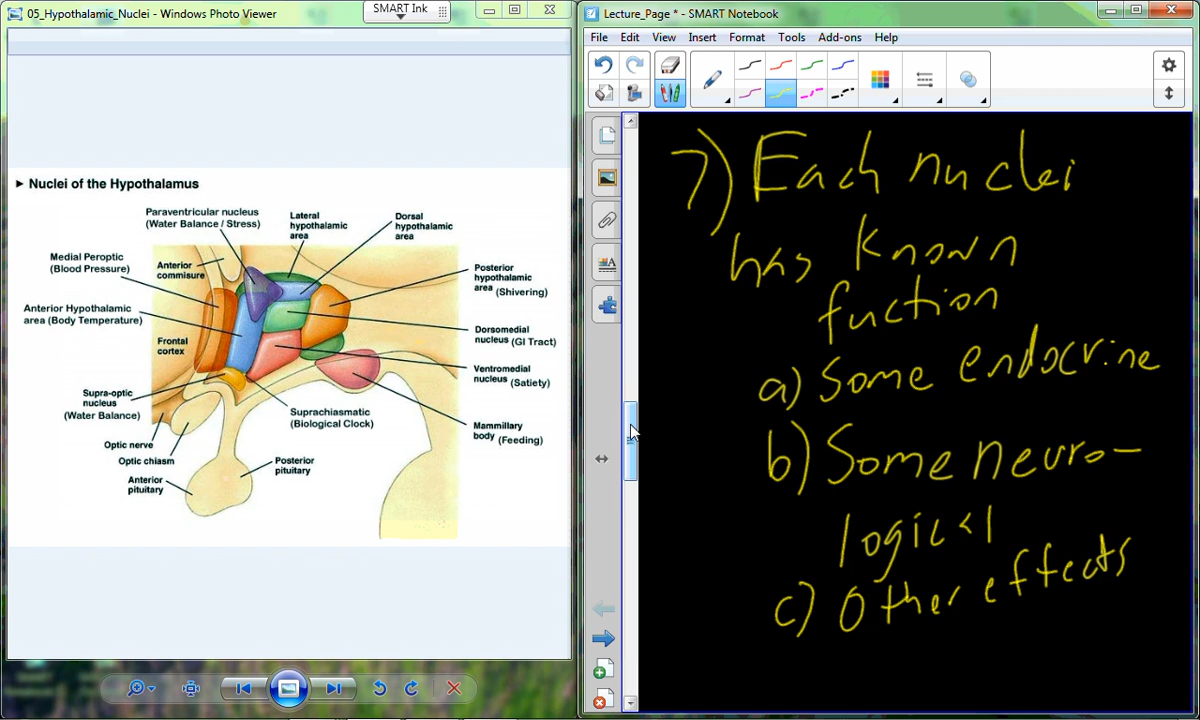 05_Hypothalamic_Nuclei - Windows Photo Viewer
SMART Ink
▶ Nuclei of the Hypothalamus
Paraventricular nucleus
(Water Balance / Stress)
Lateral
hypothalamic
area
Dorsal
hypothalamic
area
Medial Peroptic
(Blood Pressure)
Anterior
commisure
Posterior
hypothalamic
area
(Shivering)
Anterior Hypothalamic
area (Body Temperature)
Frontal
cortex
Dorsomedial
nucleus (GI Tract)
Ventromedial
nucleus (Satiety)
Supra-optic
nucleus
(Water Balance)
Suprachiasmatic
(Biological Clock)
Mammillary
body (Feeding)
Optic nerve
Optic chiasm
Posterior
pituitary
Anterior
pituitary
Lecture_Page * - SMART Notebook
File Edit View Insert Format Tools Add-ons Help
7) Each nuclei
has known
fuction
a) Some endocrine
b) Some neuro-
logical
c) Other effects